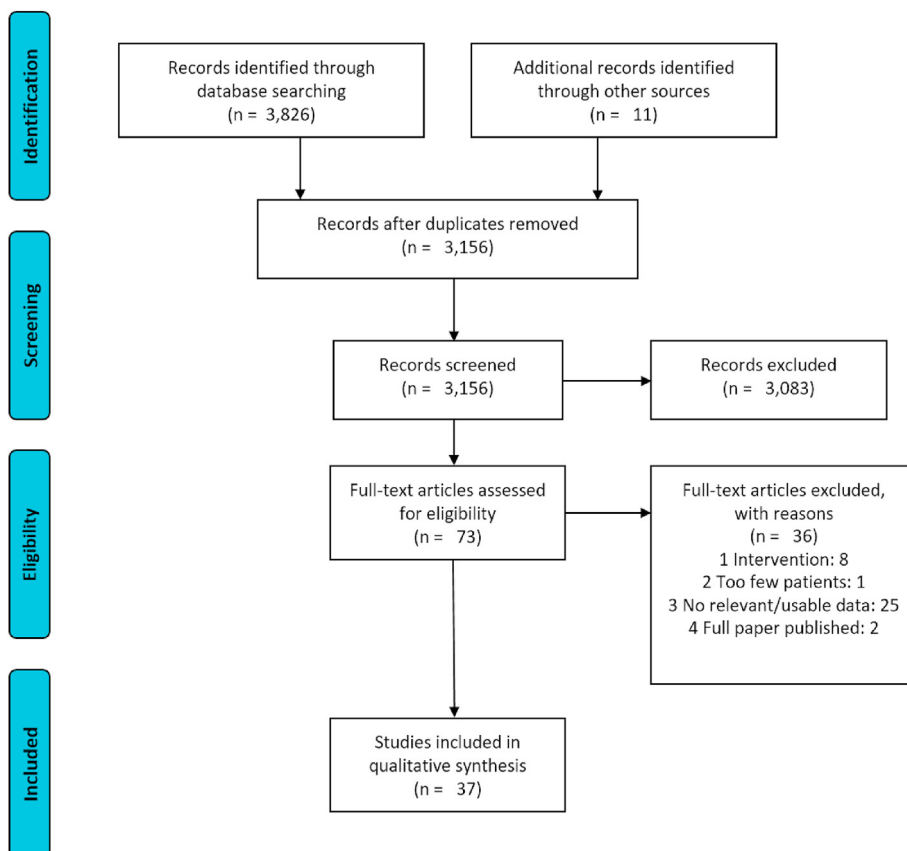 Identification
Records identified through
database searching
(n = 3,826)
Additional records identified
through other sources
(n = 11)
Records after duplicates removed
(n = 3,156)
Screening
Records screened
(n = 3,156)
Records excluded
(n = 3,083)
Eligibility
Full-text articles assessed
for eligibility
(n = 73)
Full-text articles excluded,
with reasons
(n = 36)
1 Intervention: 8
2 Too few patients: 1
3 No relevant/usable data: 25
4 Full paper published: 2
Included
Studies included in
qualitative synthesis
(n = 37)